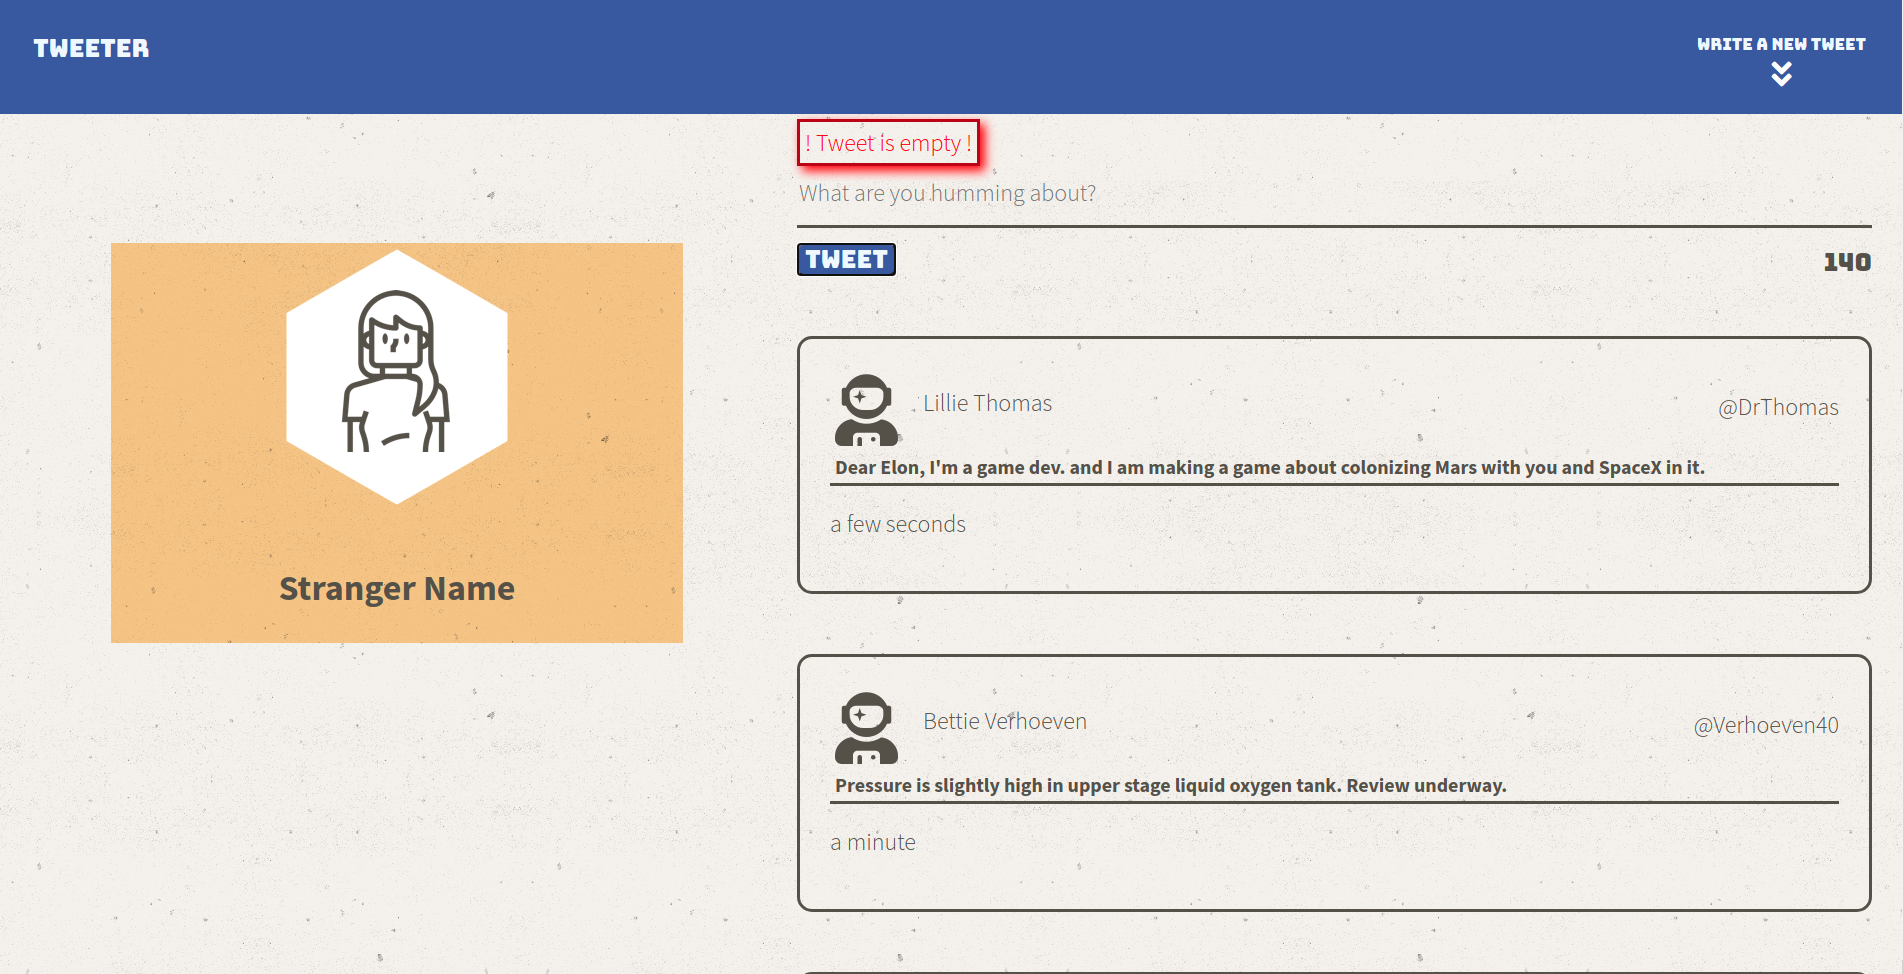 TWEETER
WRITE A NEW TWEET
! Tweet is empty !
What are you humming about?
TWEET
140
Stranger Name
Lillie Thomas
@DrThomas
Dear Elon, I'm a game dev. and I am making a game about colonizing Mars with you and SpaceX in it.
a few seconds
Bettie Verhoeven
@Verhoeven40
Pressure is slightly high in upper stage liquid oxygen tank. Review underway.
a minute